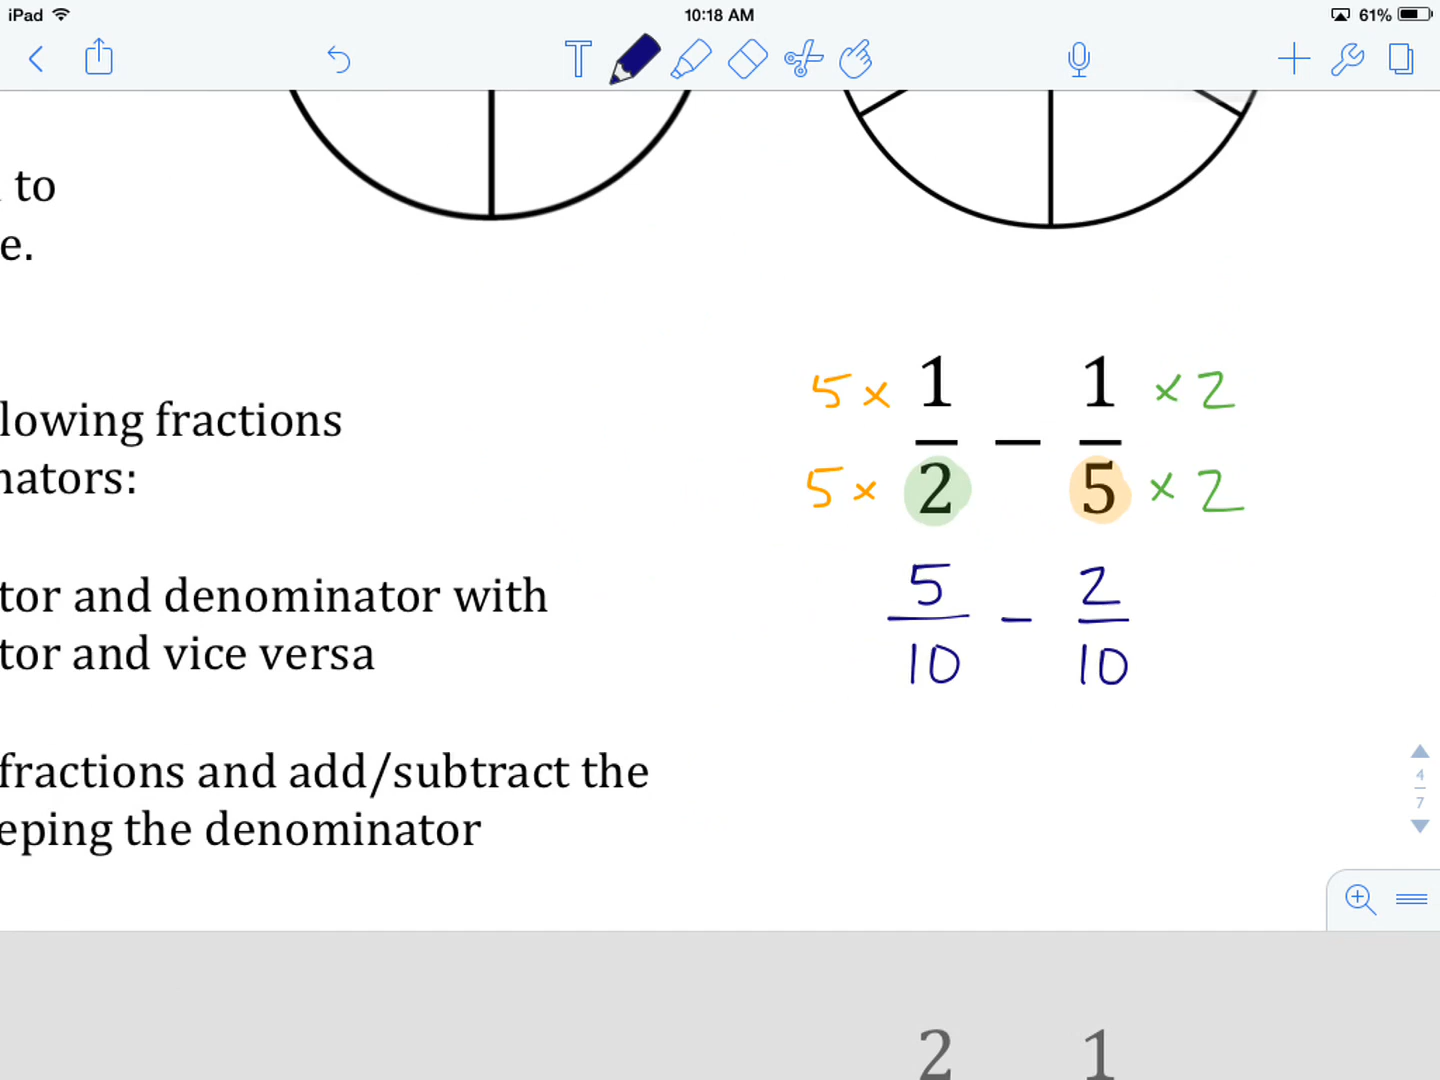 iPad
10:18 AM
61%
T
to
e.
5 × 1 1 × 2
— — —
5 × 2 5 × 2
lowing fractions
nators:
5 2
— - —
10 10
tor and denominator with
tor and vice versa
fractions and add/subtract the
eeping the denominator
4
7
2 1